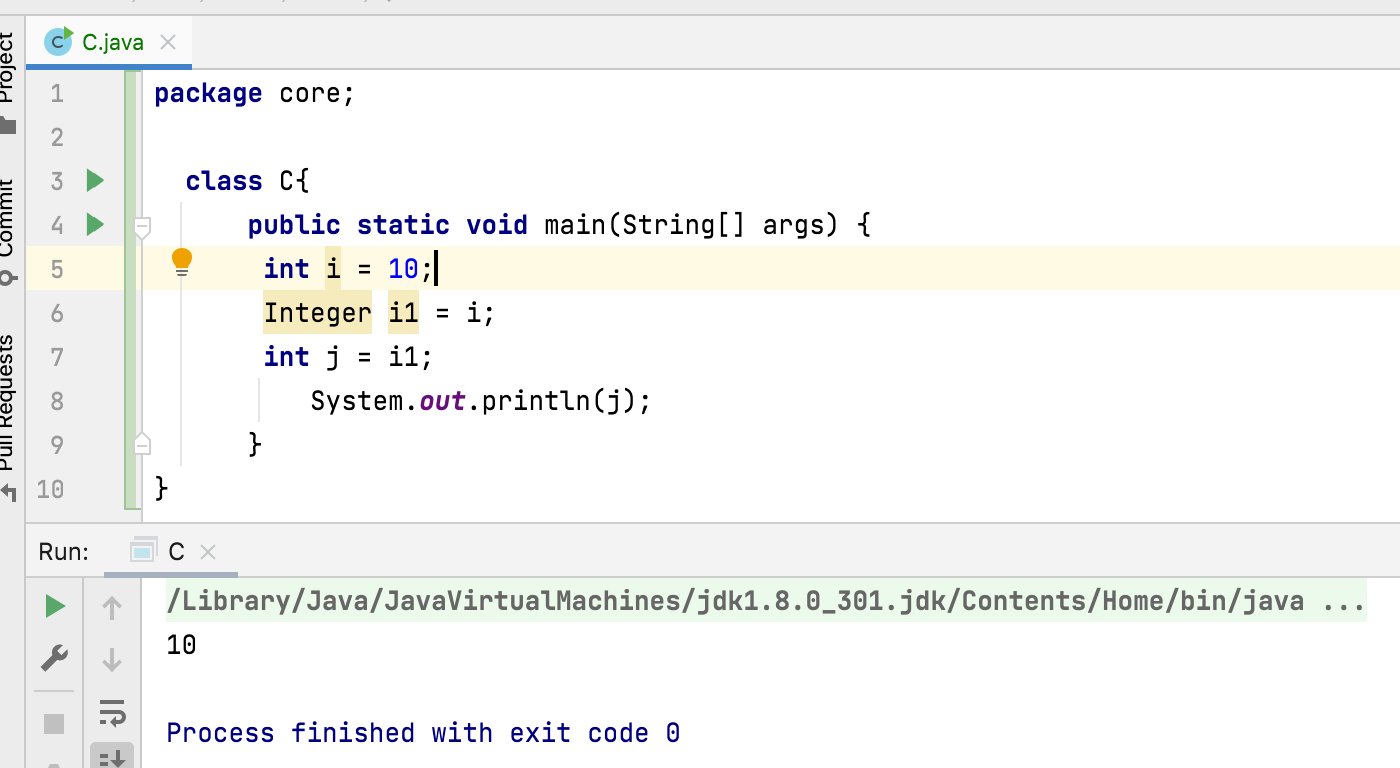 Project
Commit
Pull Requests
C.java
1 package core;
2
3 class C{
4 public static void main(String[] args) {
5 int i = 10;
6 Integer i1 = i;
7 int j = i1;
8 System.out.println(j);
9 }
10 }
Run: C
/Library/Java/JavaVirtualMachines/jdk1.8.0_301.jdk/Contents/Home/bin/java ...
10
Process finished with exit code 0